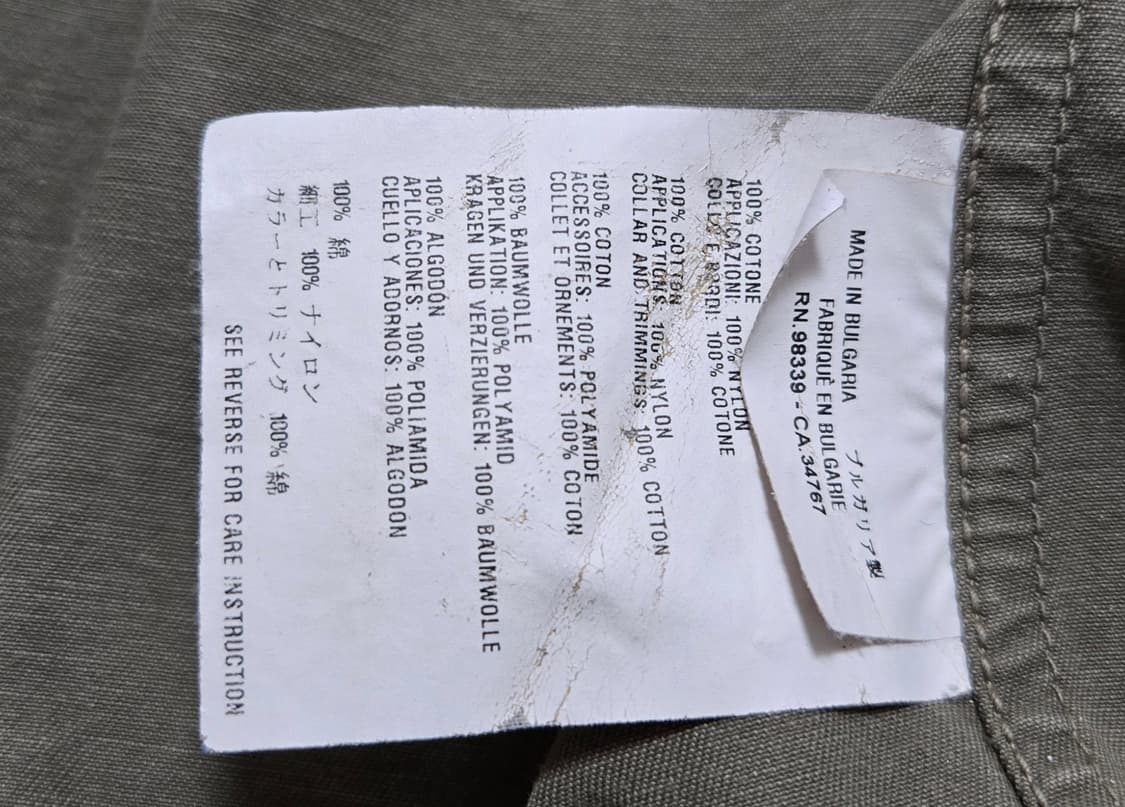 MADE IN BULGARIA ブルガリア製
FABRIQUÈ EN BULGARIE
RN.98339 - CA.34767
100% COTONE
APPLICAZIONI: 100% NYLON
COLLI E BORDI: 100% COTONE
100% COTTON
APPLICATIONS: 100% NYLON
COLLAR AND TRIMMINGS: 100% COTTON
100% COTON
ACCESSOIRES: 100% POLYAMIDE
COLLET ET ORNEMENTS: 100% COTON
100% BAUMWOLLE
APPLIKATION: 100% POLYAMID
KRAGEN UND VERZIERUNGEN: 100% BAUMWOLLE
100% ALGODÓN
APLICACIONES: 100% POLIAMIDA
CUELLO Y ADORNOS: 100% ALGODON
100% 綿
細工 100% ナイロン
カラーとトリミング 100% 綿
SEE REVERSE FOR CARE INSTRUCTION